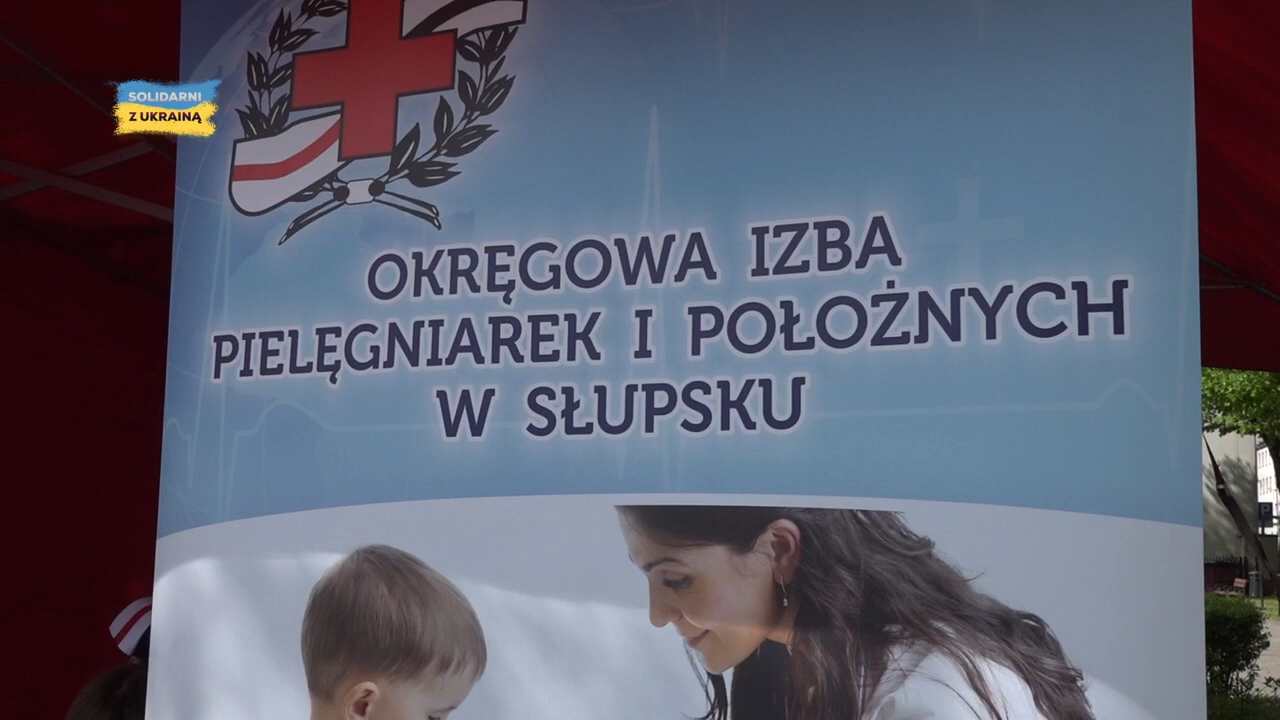 SOLIDARNI
Z UKRAINĄ
OKRĘGOWA IZBA
PIELĘGNIAREK I POŁOŻNYCH
W SŁUPSKU